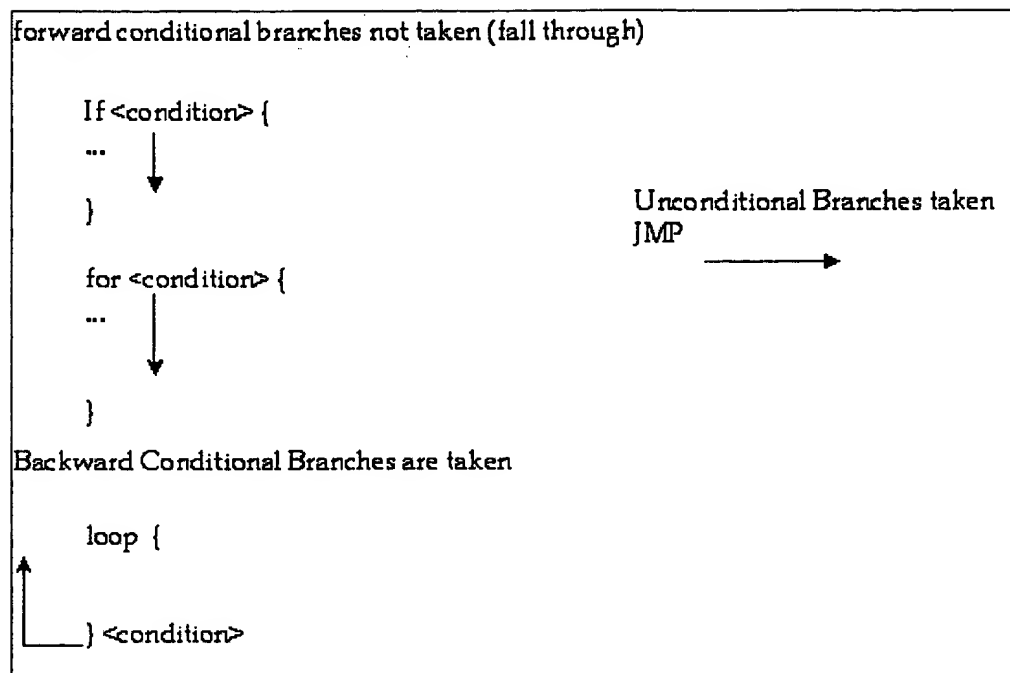 forward conditional branches not taken (fall through)
If <condition> {
...
}
for <condition> {
...
}
Unconditional Branches taken
JMP
Backward Conditional Branches are taken
loop {
} <condition>